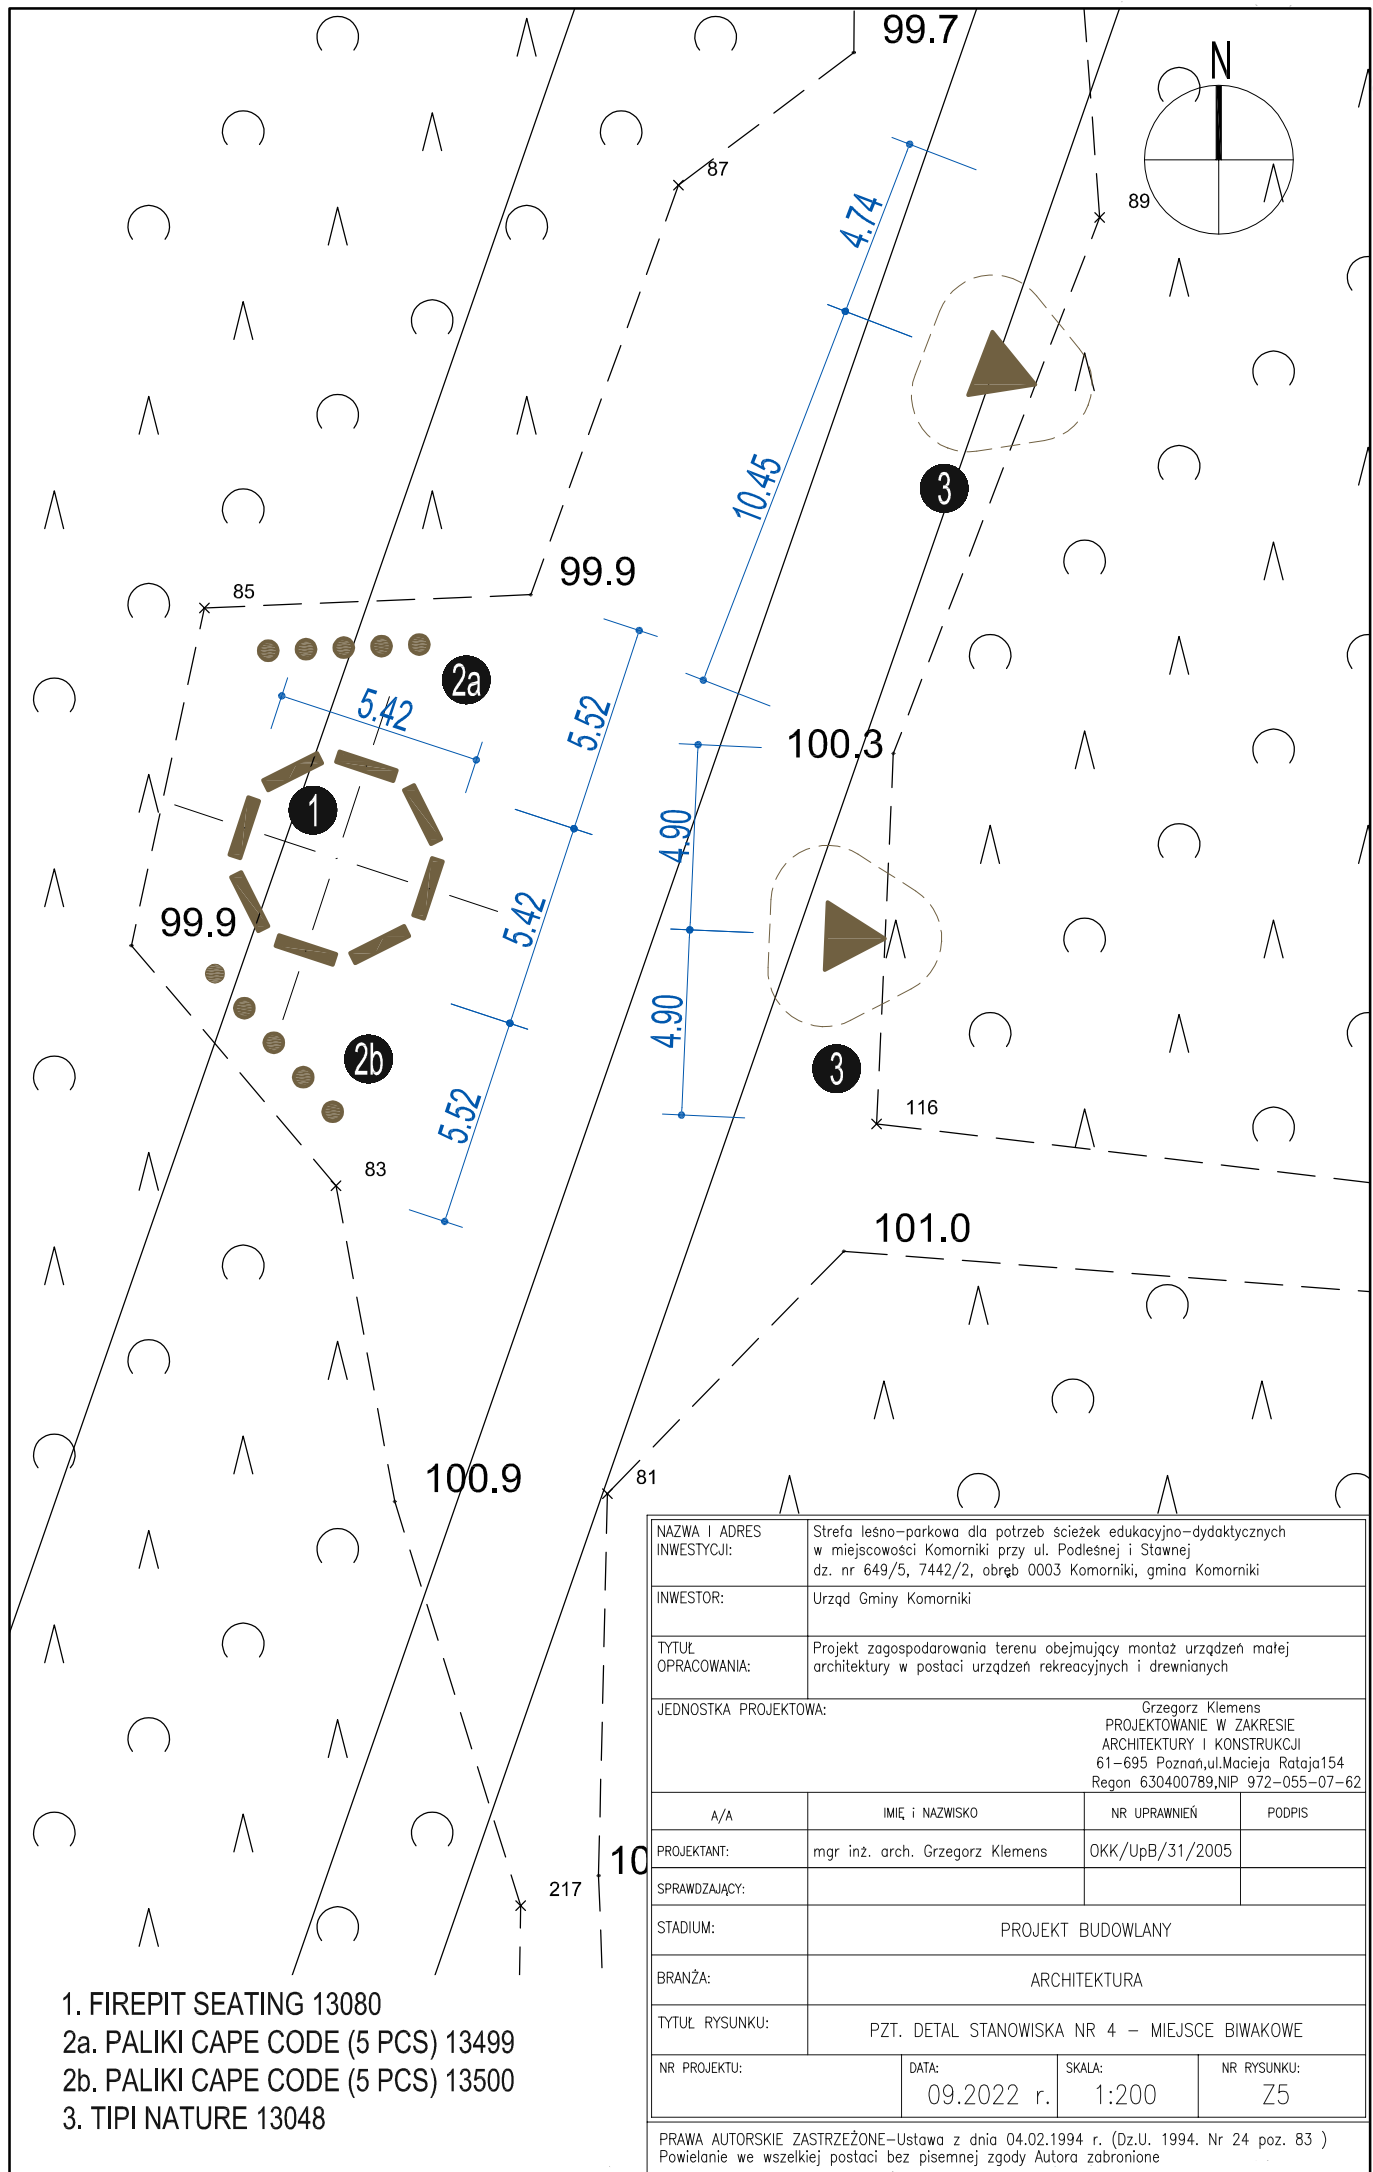 99.7
N
87
89
4.74
10.45
3
99.9
85
2a
5.42
5.52
100.3
1
4.90
5.42
99.9
4.90
2b
3
5.52
116
83
101.0
100.9
81
10
217
1. FIREPIT SEATING 13080
2a. PALIKI CAPE CODE (5 PCS) 13499
2b. PALIKI CAPE CODE (5 PCS) 13500
3. TIPI NATURE 13048
NAZWA I ADRES INWESTYCJI:
Strefa leśno-parkowa dla potrzeb ścieżek edukacyjno-dydaktycznych
w miejscowości Komorniki przy ul. Podleśnej i Stawnej
dz. nr 649/5, 7442/2, obręb 0003 Komorniki, gmina Komorniki
INWESTOR:
Urząd Gminy Komorniki
TYTUŁ OPRACOWANIA:
Projekt zagospodarowania terenu obejmujący montaż urządzeń małej
architektury w postaci urządzeń rekreacyjnych i drewnianych
JEDNOSTKA PROJEKTOWA:
Grzegorz Klemens
PROJEKTOWANIE W ZAKRESIE
ARCHITEKTURY I KONSTRUKCJI
61-695 Poznań,ul.Macieja Rataja154
Regon 630400789,NIP 972-055-07-62
A/A IMIĘ i NAZWISKO NR UPRAWNIEŃ PODPIS
PROJEKTANT: mgr inż. arch. Grzegorz Klemens OKK/UpB/31/2005
SPRAWDZAJĄCY:
STADIUM: PROJEKT BUDOWLANY
BRANŻA: ARCHITEKTURA
TYTUŁ RYSUNKU: PZT. DETAL STANOWISKA NR 4 - MIEJSCE BIWAKOWE
NR PROJEKTU: DATA: SKALA: NR RYSUNKU:
09.2022 r. 1:200 Z5
PRAWA AUTORSKIE ZASTRZEŻONE-Ustawa z dnia 04.02.1994 r. (Dz.U. 1994. Nr 24 poz. 83 )
Powielanie we wszelkiej postaci bez pisemnej zgody Autora zabronione